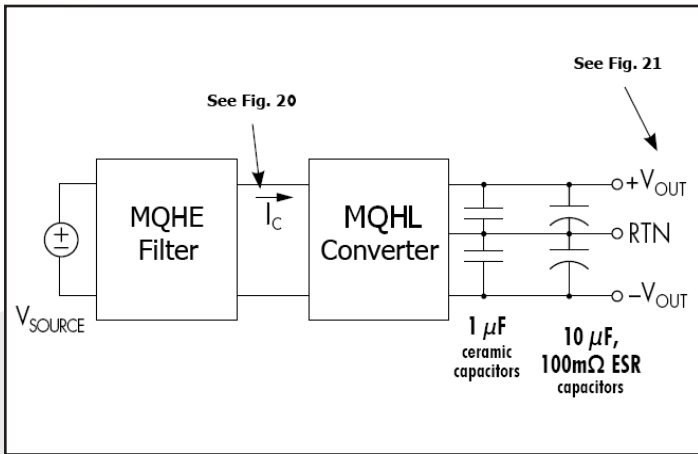 See Fig. 21
See Fig. 20
MQHE
Filter
I_C
MQHL
Converter
+V_OUT
RTN
−V_OUT
V_SOURCE
1 µF
ceramic
capacitors
10 µF,
100mΩ ESR
capacitors